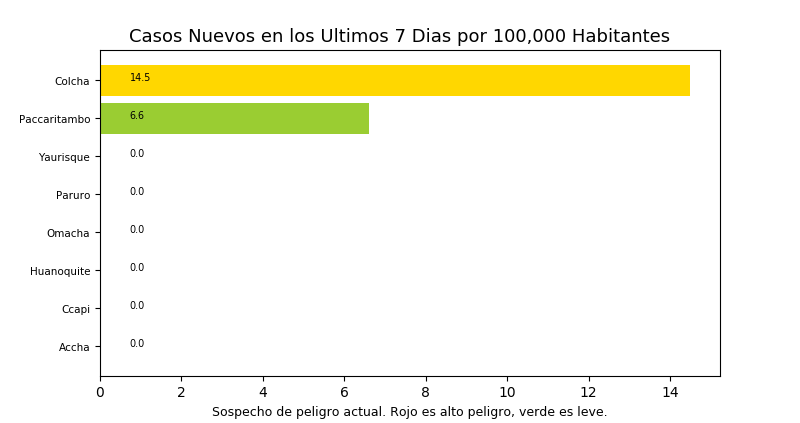 Casos Nuevos en los Ultimos 7 Dias por 100,000 Habitantes
Colcha 14.5
Paccaritambo 6.6
Yaurisque 0.0
Paruro 0.0
Omacha 0.0
Huanoquite 0.0
Ccapi 0.0
Accha 0.0
0 2 4 6 8 10 12 14
Sospecho de peligro actual. Rojo es alto peligro, verde es leve.